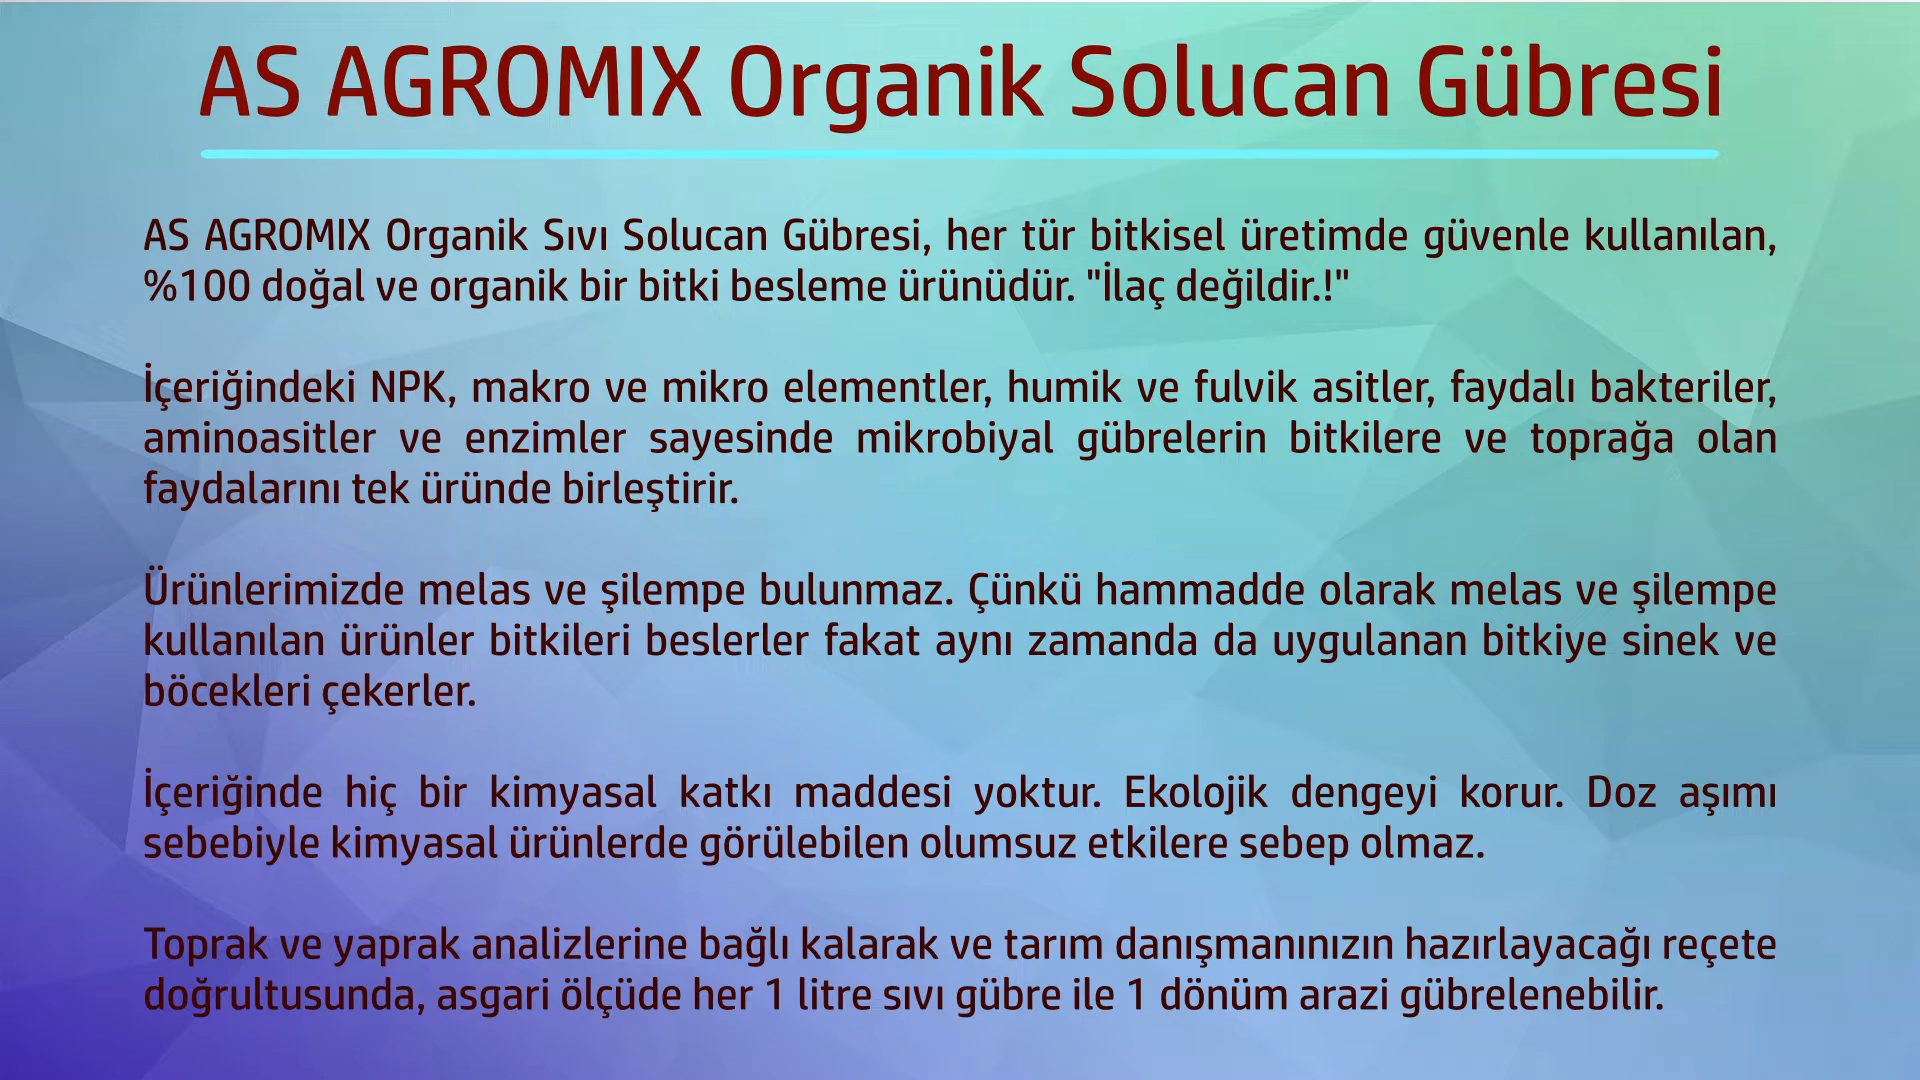 AS AGROMIX Organik Solucan Gübresi
AS AGROMIX Organik Sıvı Solucan Gübresi, her tür bitkisel üretimde güvenle kullanılan,
%100 doğal ve organik bir bitki besleme ürünüdür. "İlaç değildir.!"
İçeriğindeki NPK, makro ve mikro elementler, humik ve fulvik asitler, faydalı bakteriler,
aminoasitler ve enzimler sayesinde mikrobiyal gübrelerin bitkilere ve toprağa olan
faydalarını tek üründe birleştirir.
Ürünlerimizde melas ve şilempe bulunmaz. Çünkü hammadde olarak melas ve şilempe
kullanılan ürünler bitkileri beslerler fakat aynı zamanda da uygulanan bitkiye sinek ve
böcekleri çekerler.
İçeriğinde hiç bir kimyasal katkı maddesi yoktur. Ekolojik dengeyi korur. Doz aşımı
sebebiyle kimyasal ürünlerde görülebilen olumsuz etkilere sebep olmaz.
Toprak ve yaprak analizlerine bağlı kalarak ve tarım danışmanınızın hazırlayacağı reçete
doğrultusunda, asgari ölçüde her 1 litre sıvı gübre ile 1 dönüm arazi gübrelenebilir.